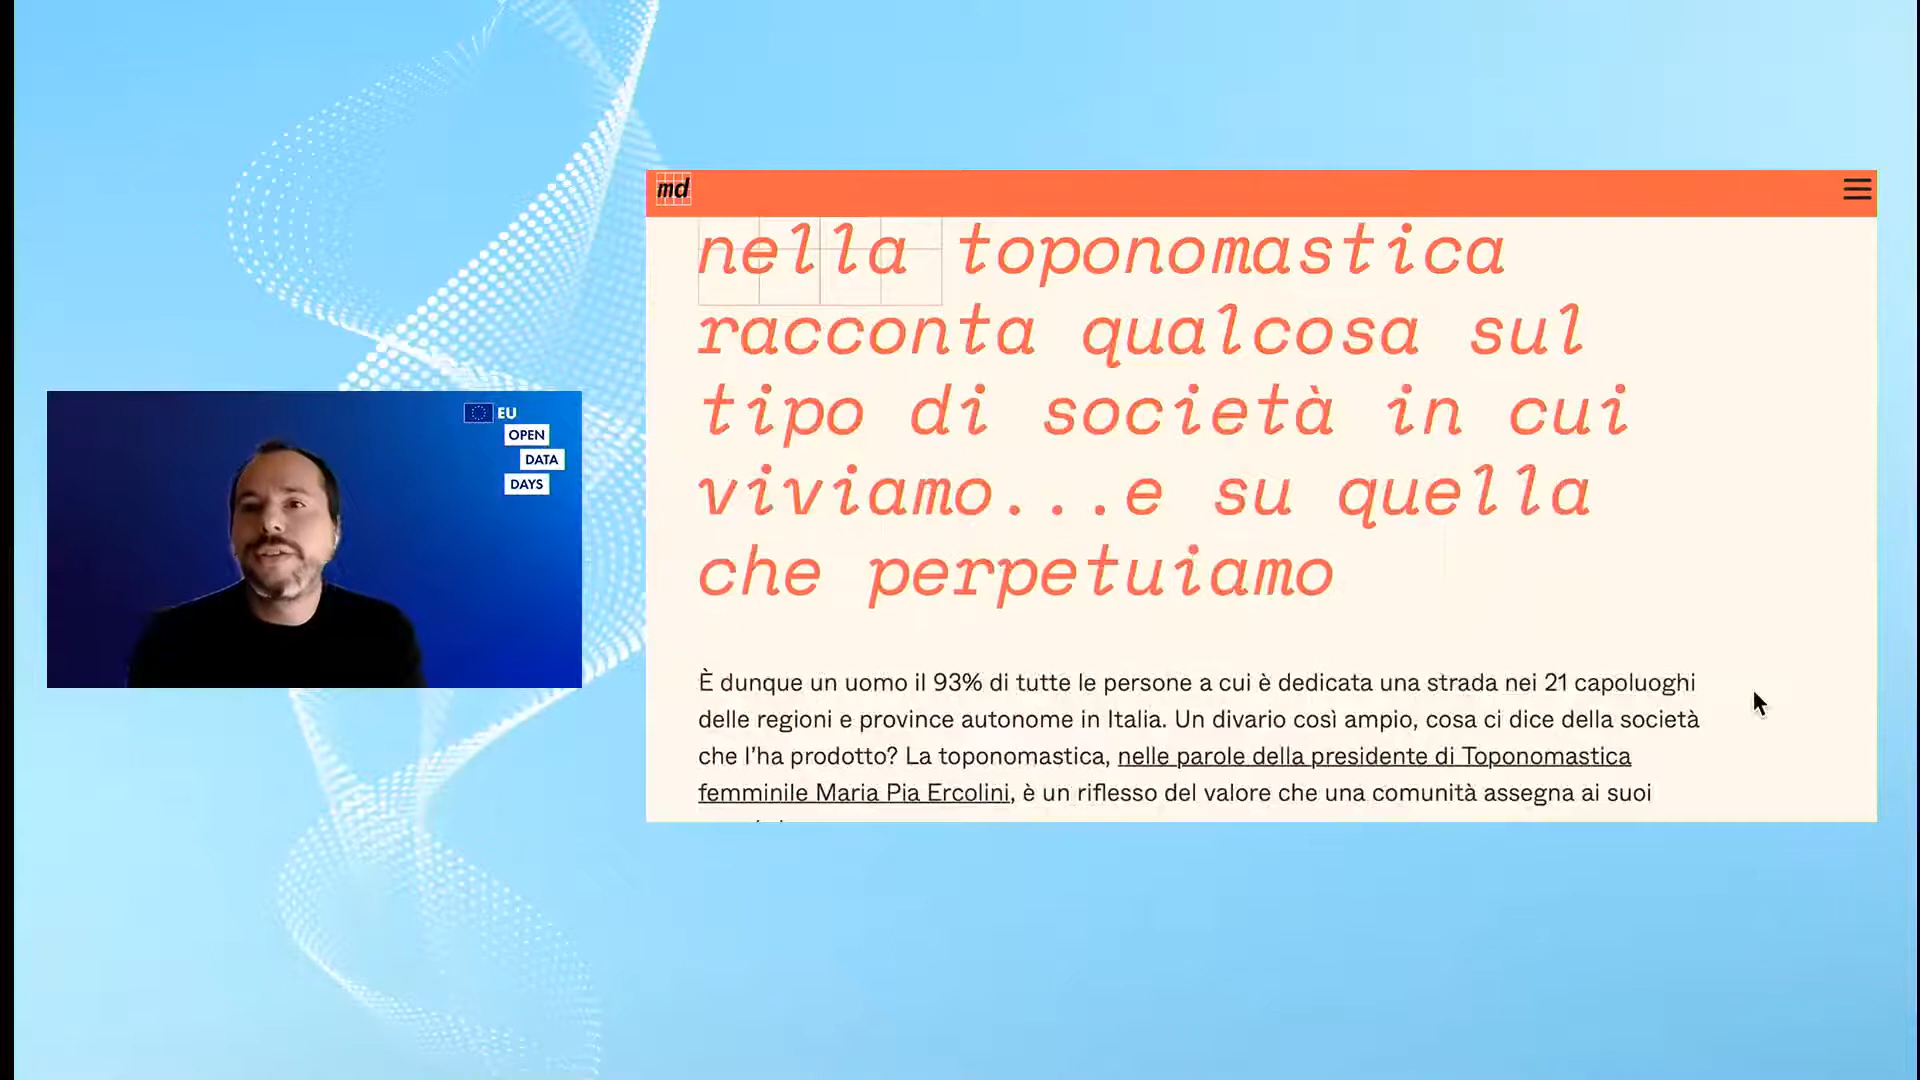 EU
OPEN
DATA
DAYS
md
nella toponomastica
racconta qualcosa sul
tipo di società in cui
viviamo...e su quella
che perpetuiamo
È dunque un uomo il 93% di tutte le persone a cui è dedicata una strada nei 21 capoluoghi
delle regioni e province autonome in Italia. Un divario così ampio, cosa ci dice della società
che l'ha prodotto? La toponomastica, nelle parole della presidente di Toponomastica
femminile Maria Pia Ercolini, è un riflesso del valore che una comunità assegna ai suoi